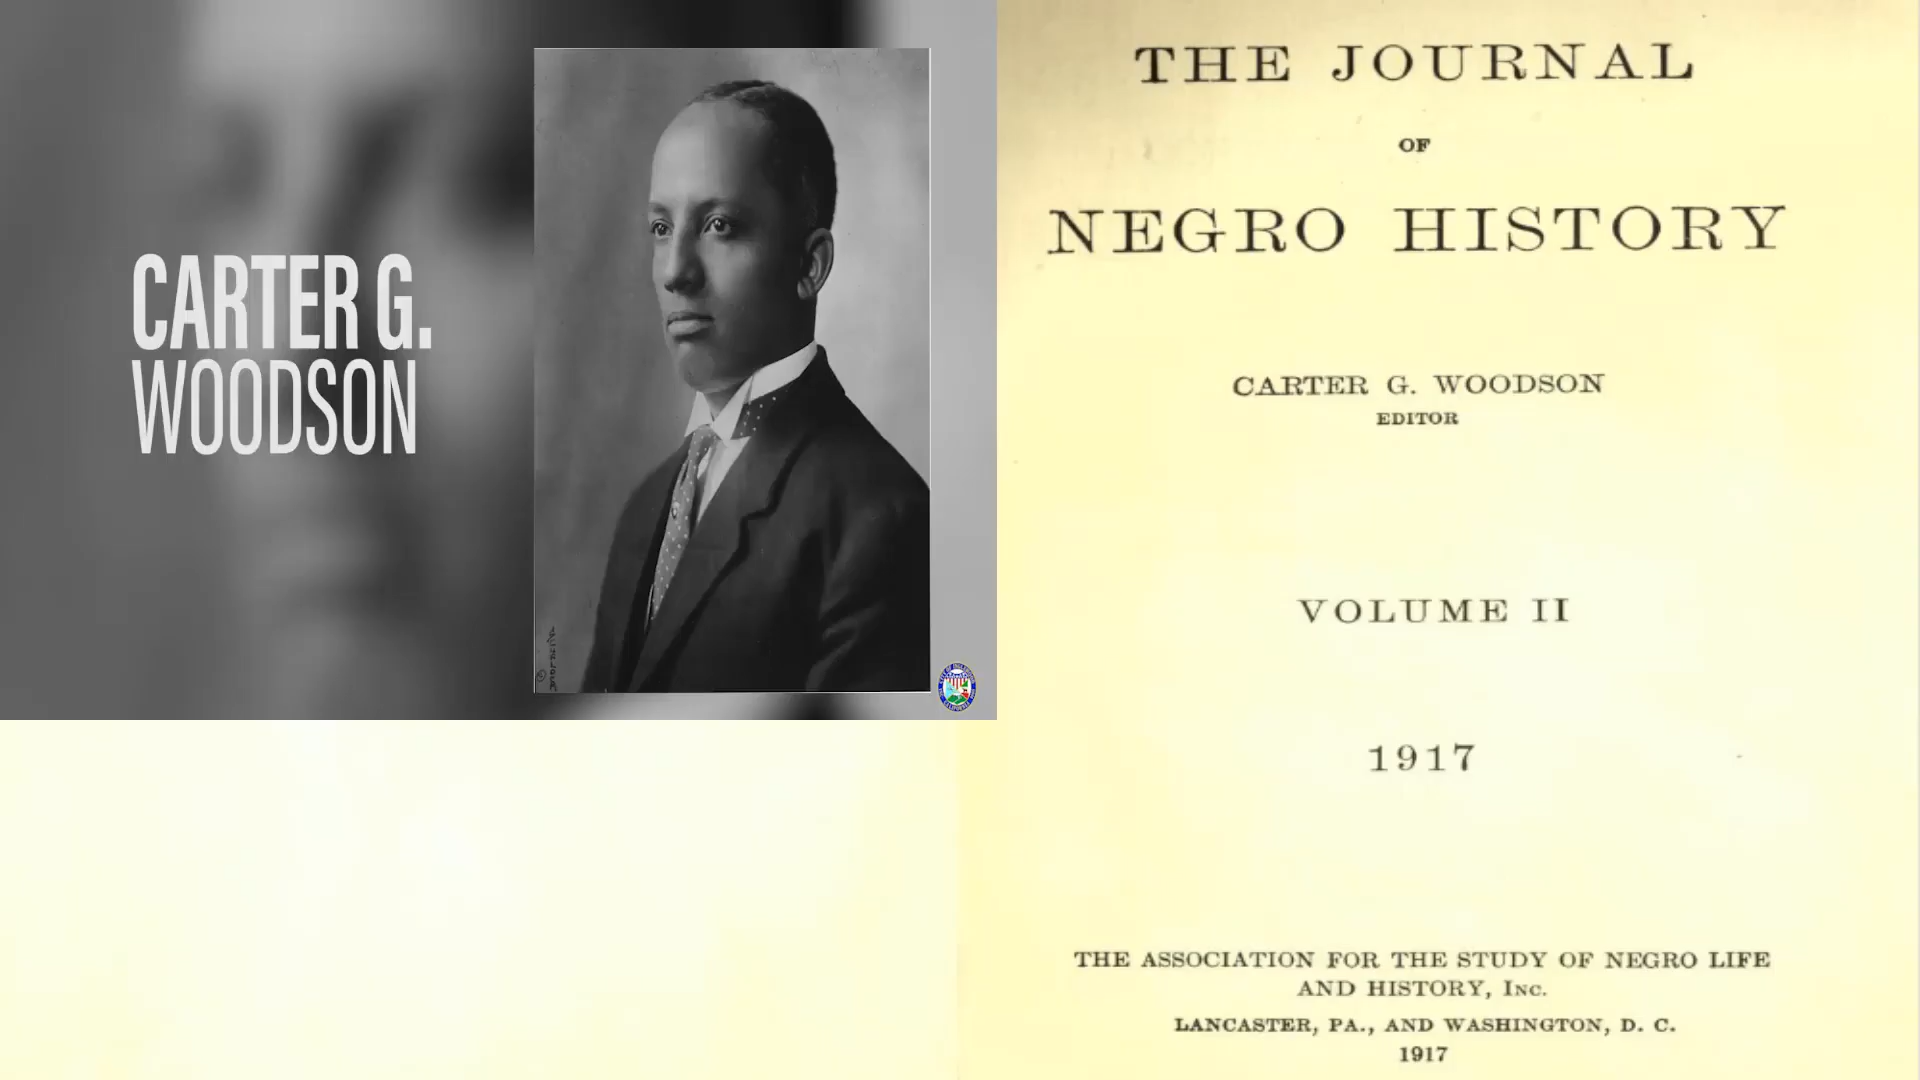 CARTER G.
WOODSON
THE JOURNAL
OF
NEGRO HISTORY
CARTER G. WOODSON
EDITOR
VOLUME II
1917
THE ASSOCIATION FOR THE STUDY OF NEGRO LIFE
AND HISTORY, Inc.
LANCASTER, PA., AND WASHINGTON, D. C.
1917